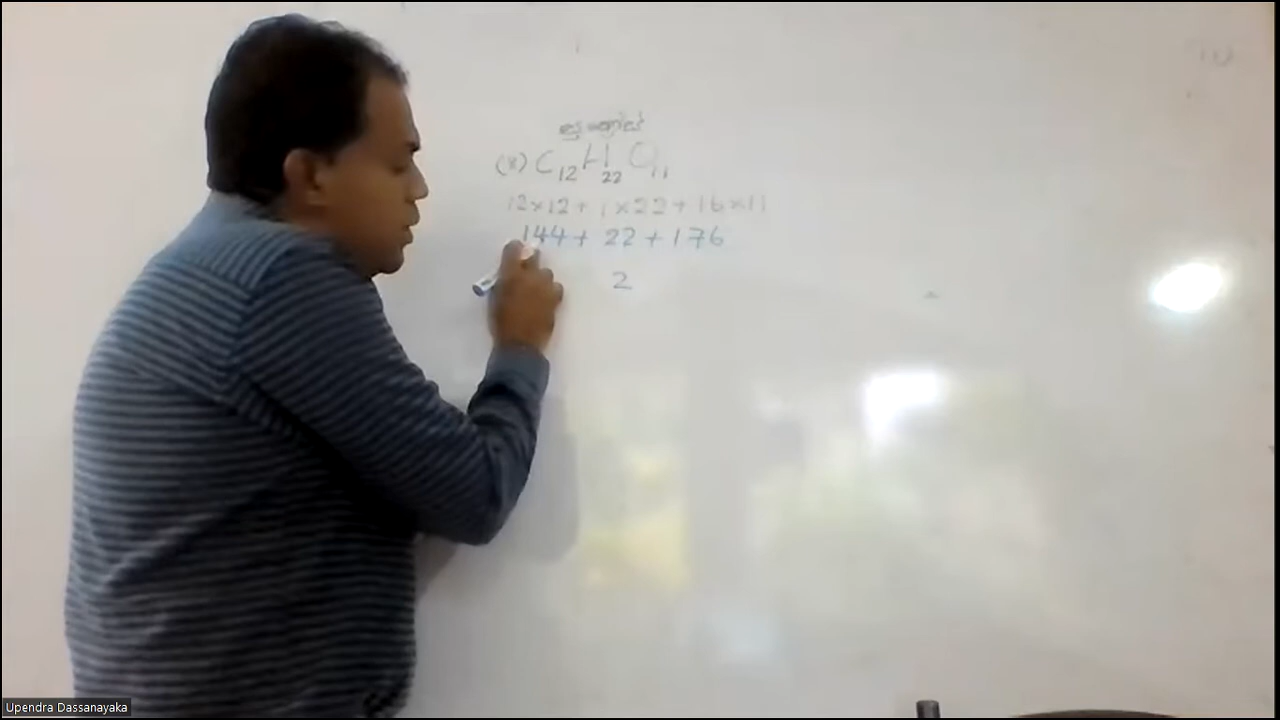 (x) C₁₂H₂₂O₁₁
12×12 + 1×22 + 16×11
144 + 22 + 176
2
Upendra Dassanayaka